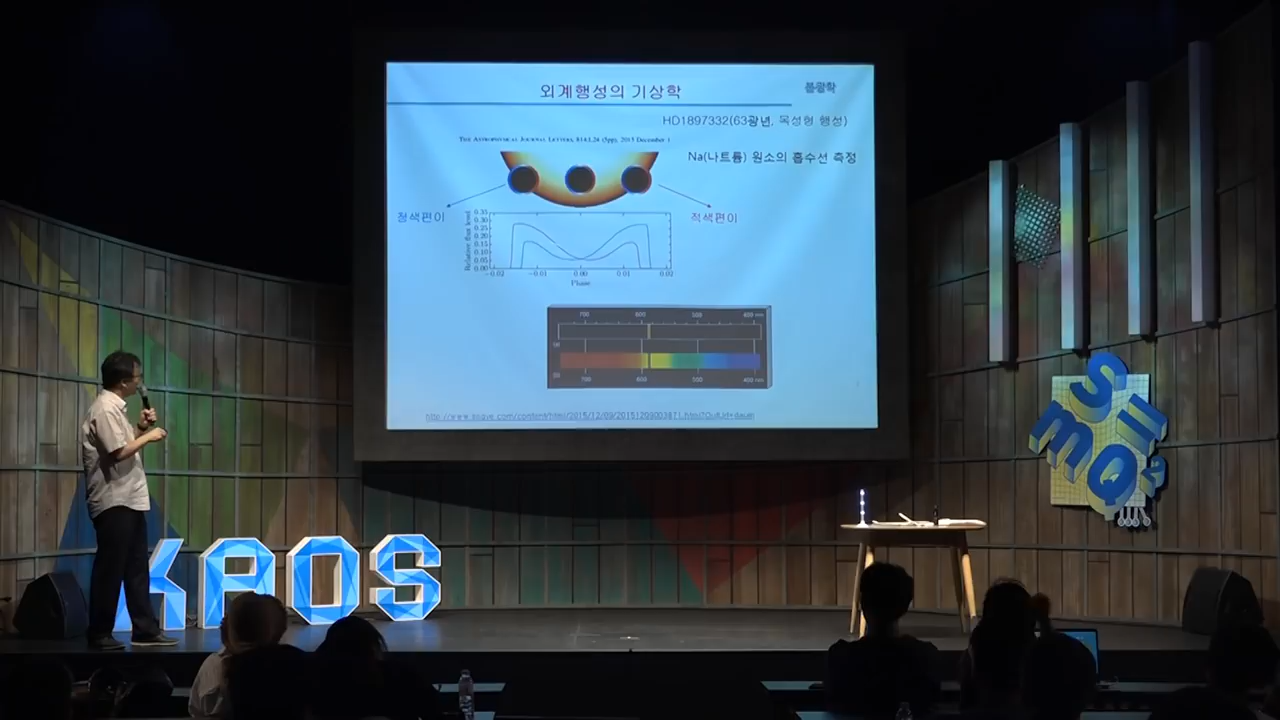 외계행성의 기상학
HD1897332(63광년, 목성형 행성)
THE ASTROPHYSICAL JOURNAL LETTERS, 814:L24 (5pp), 2015 December 1
Na(나트륨) 원소의 흡수선 측정
청색편이
적색편이
Relative flux level
0.35
0.30
0.25
0.20
0.15
0.10
0.05
0.00
−0.02 −0.01 0.00 0.01 0.02
Phase
700 600 500 400 nm
700 600 500 400 nm
KAOS
SMQ